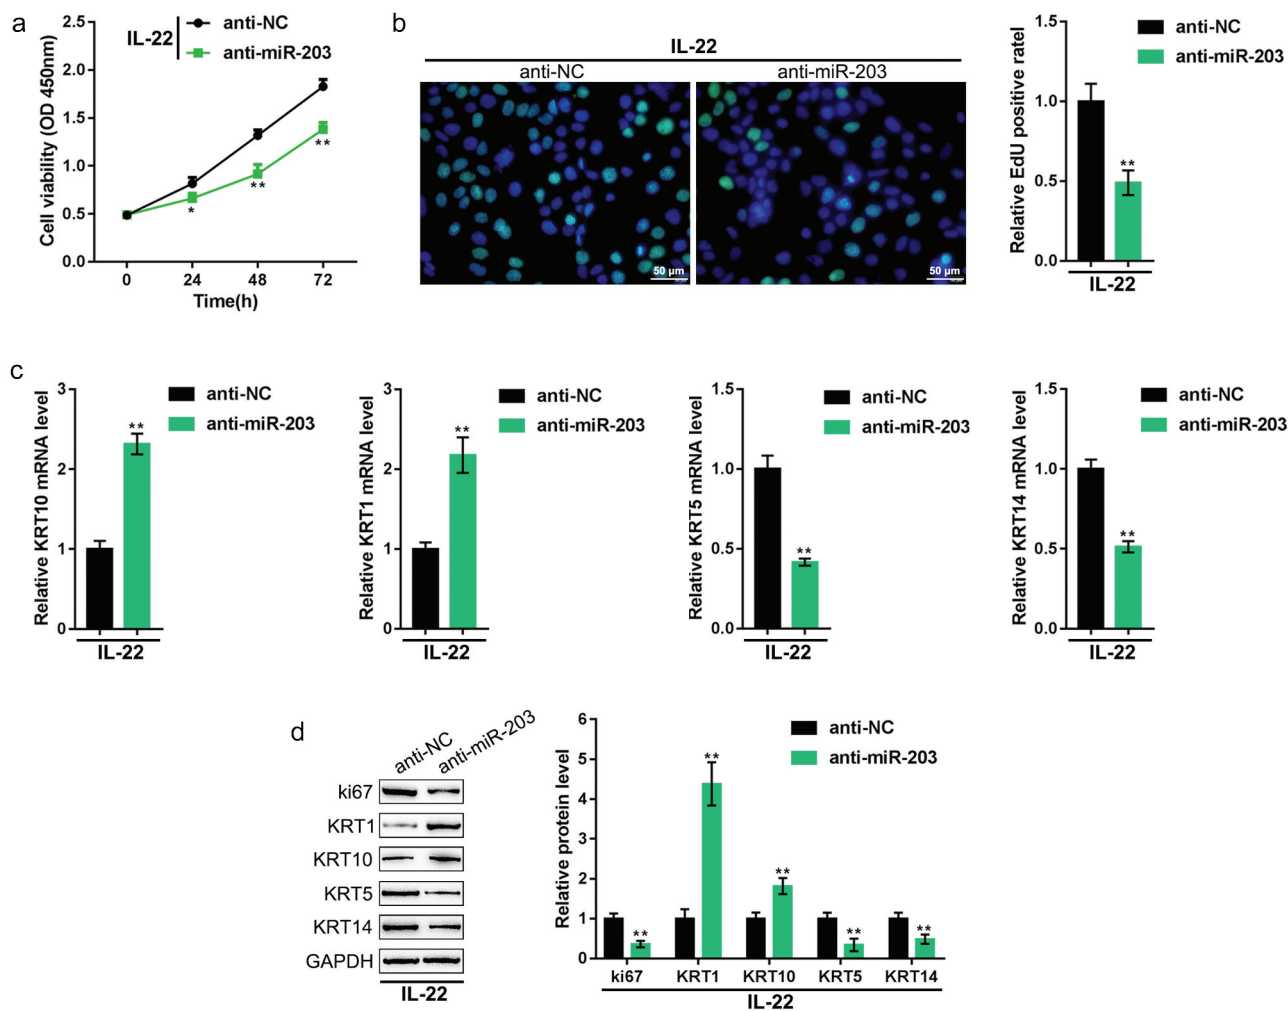 a
IL-22
anti-NC
anti-miR-203
Cell viability (OD 450nm)
2.5
2.0
1.5
1.0
0.5
0.0
*
**
**
0 24 48 72
Time(h)
b
IL-22
anti-NC anti-miR-203
50 µm
50 µm
anti-NC
anti-miR-203
Relative EdU positive ratel
1.5
1.0
0.5
0.0
**
IL-22
c
anti-NC
anti-miR-203
Relative KRT10 mRNA level
3
2
1
0
**
IL-22
anti-NC
anti-miR-203
Relative KRT1 mRNA level
3
2
1
0
**
IL-22
anti-NC
anti-miR-203
Relative KRT5 mRNA level
1.5
1.0
0.5
0.0
**
IL-22
anti-NC
anti-miR-203
Relative KRT14 mRNA level
1.5
1.0
0.5
0.0
**
IL-22
d
anti-NC
anti-miR-203
ki67
KRT1
KRT10
KRT5
KRT14
GAPDH
IL-22
anti-NC
anti-miR-203
Relative protein level
6
5
4
3
2
1
0
**
**
**
**
**
ki67 KRT1 KRT10 KRT5 KRT14
IL-22